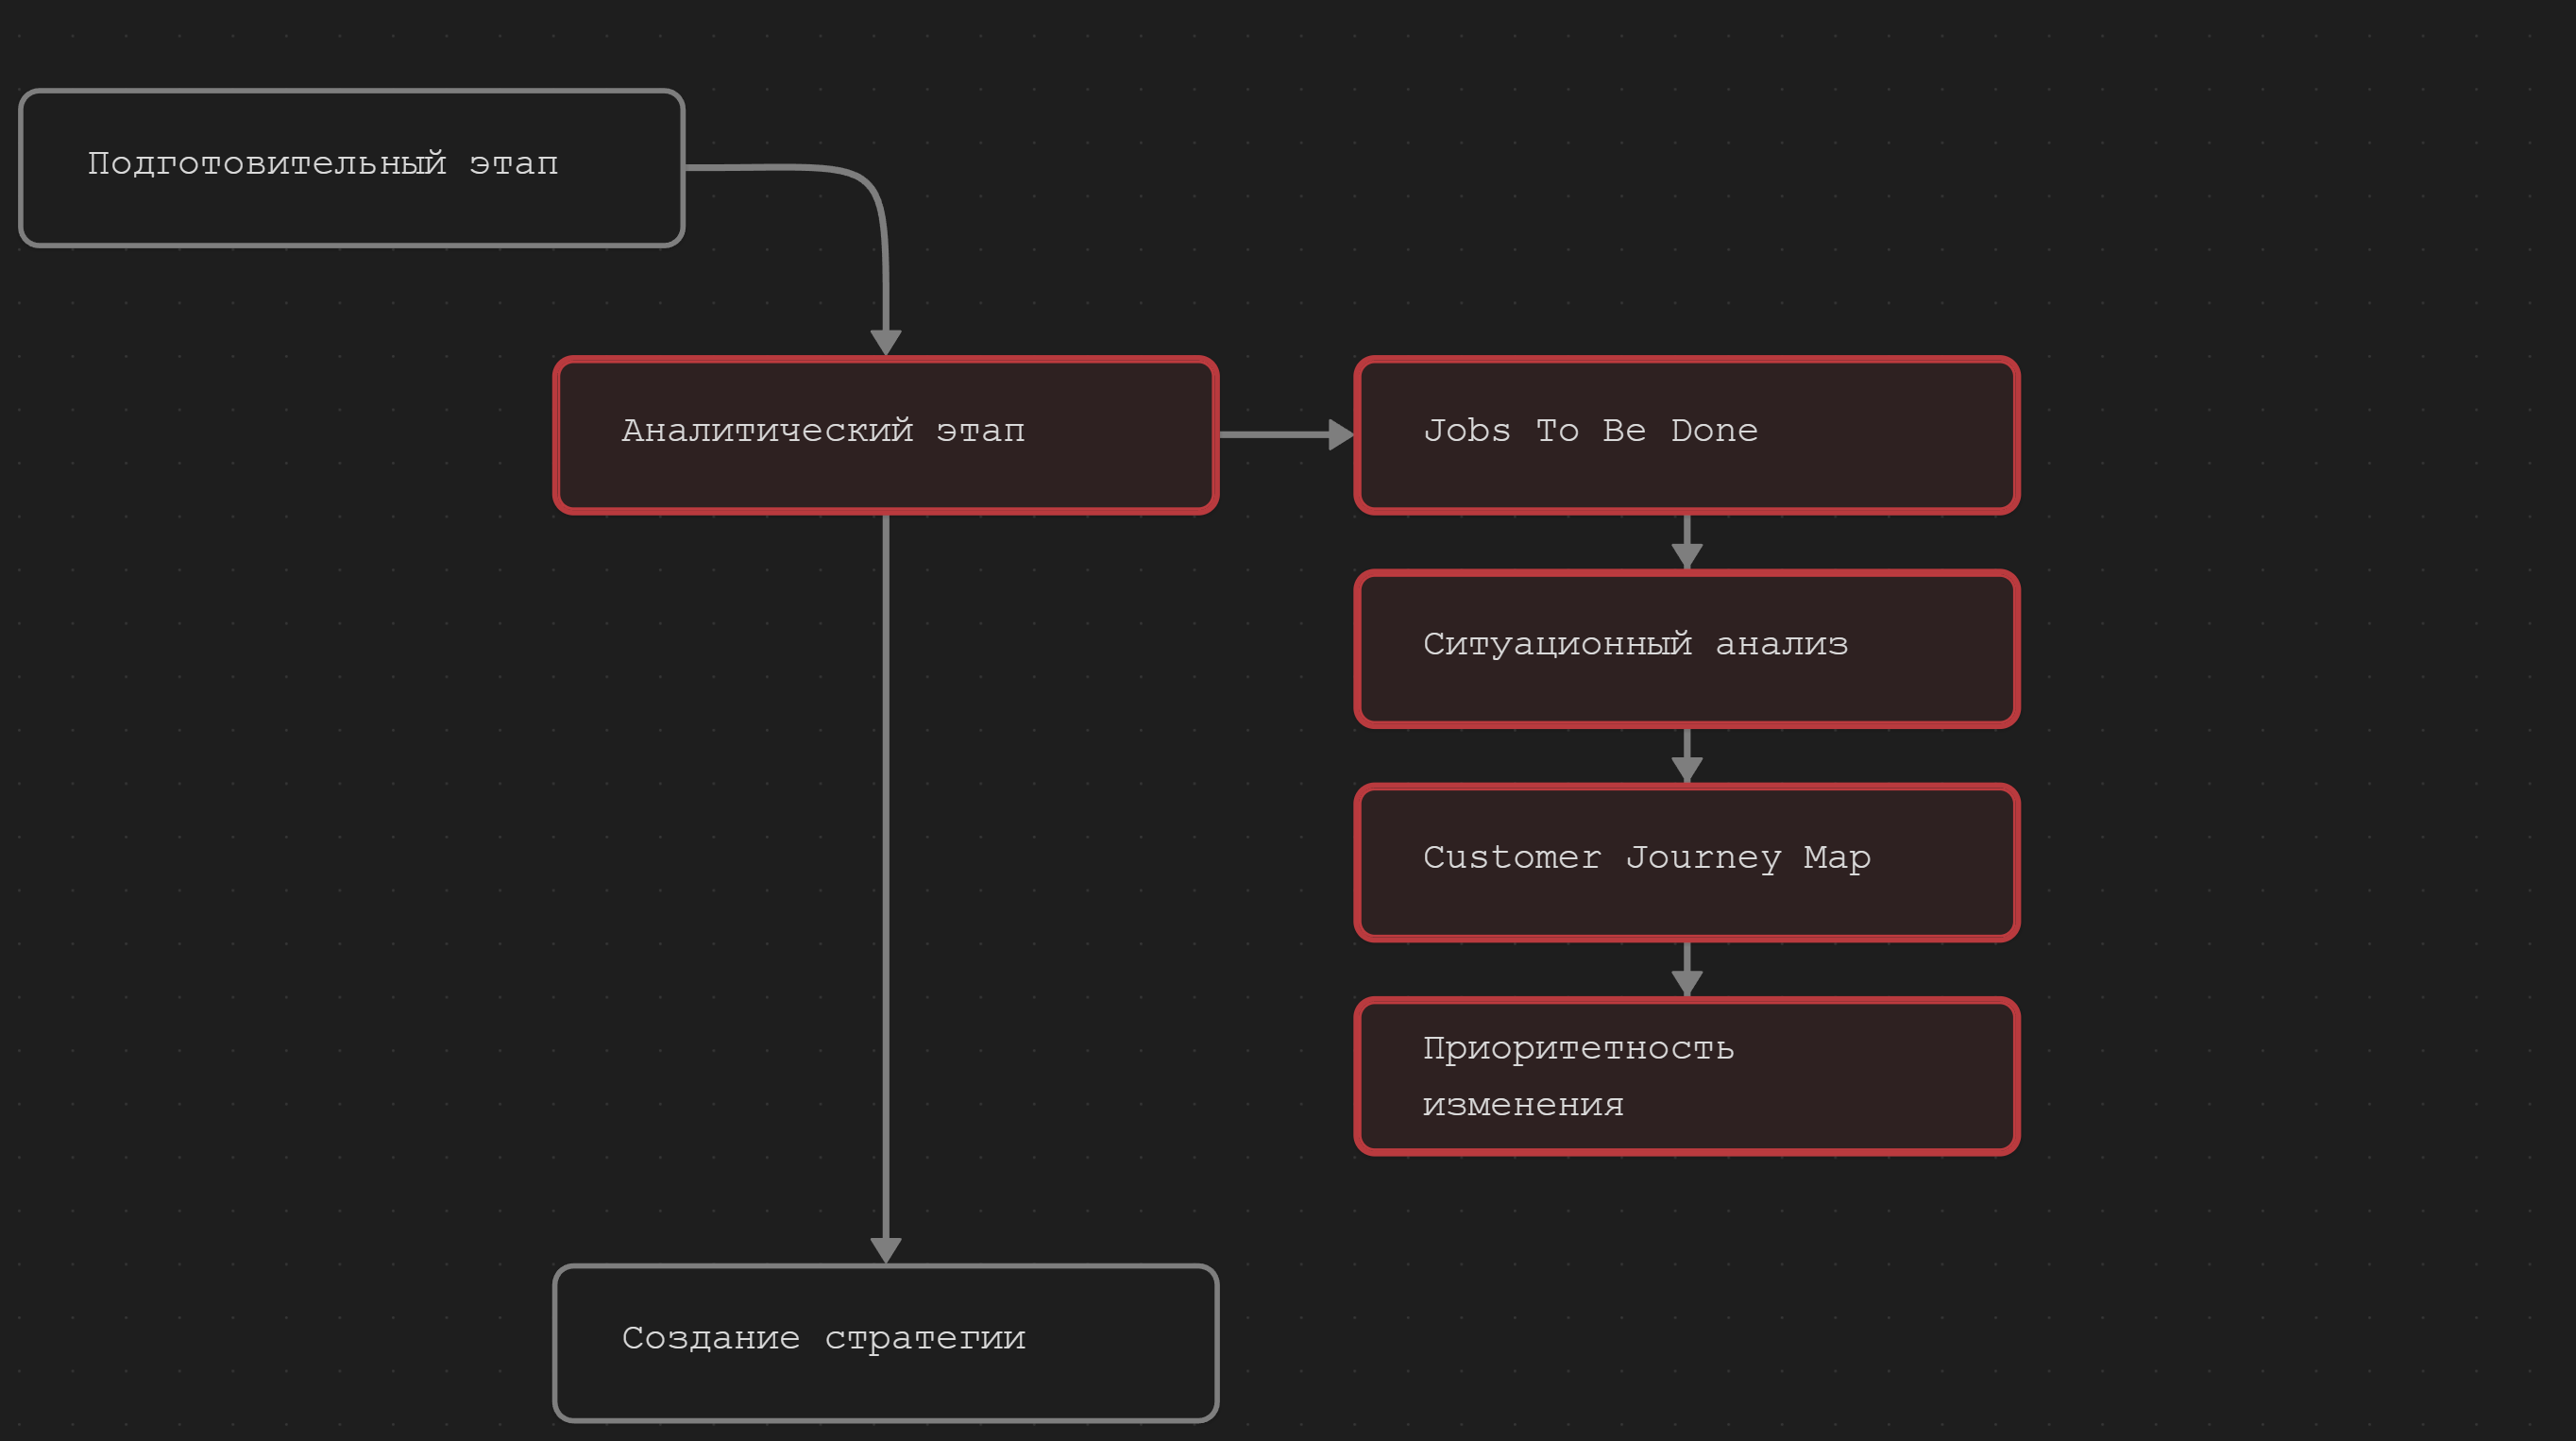 Подготовительный этап
Аналитический этап
Jobs To Be Done
Ситуационный анализ
Customer Journey Map
Приоритетность
изменения
Создание стратегии